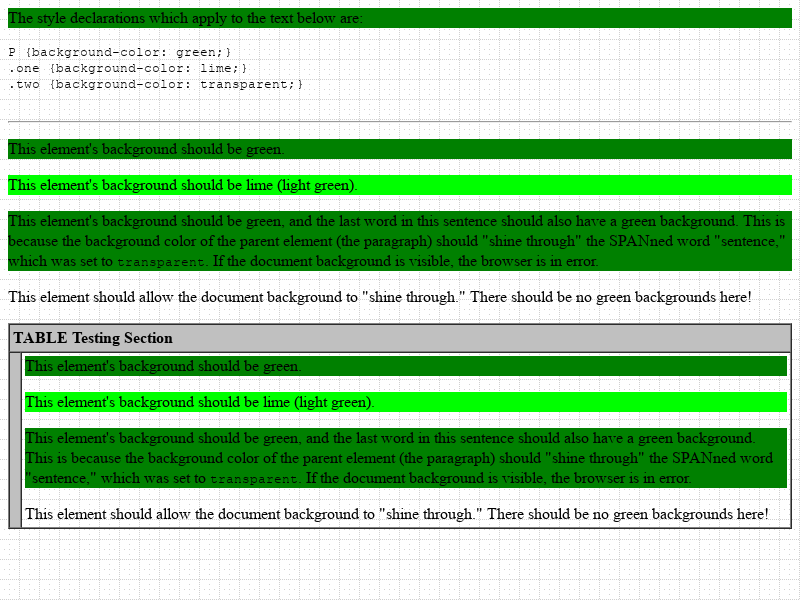 The style declarations which apply to the text below are:
P {background-color: green;}
.one {background-color: lime;}
.two {background-color: transparent;}
This element's background should be green.
This element's background should be lime (light green).
This element's background should be green, and the last word in this sentence should also have a green background. This is
because the background color of the parent element (the paragraph) should "shine through" the SPANned word "sentence,"
which was set to transparent. If the document background is visible, the browser is in error.
This element should allow the document background to "shine through." There should be no green backgrounds here!
TABLE Testing Section
This element's background should be green.
This element's background should be lime (light green).
This element's background should be green, and the last word in this sentence should also have a green background.
This is because the background color of the parent element (the paragraph) should "shine through" the SPANned word
"sentence," which was set to transparent. If the document background is visible, the browser is in error.
This element should allow the document background to "shine through." There should be no green backgrounds here!